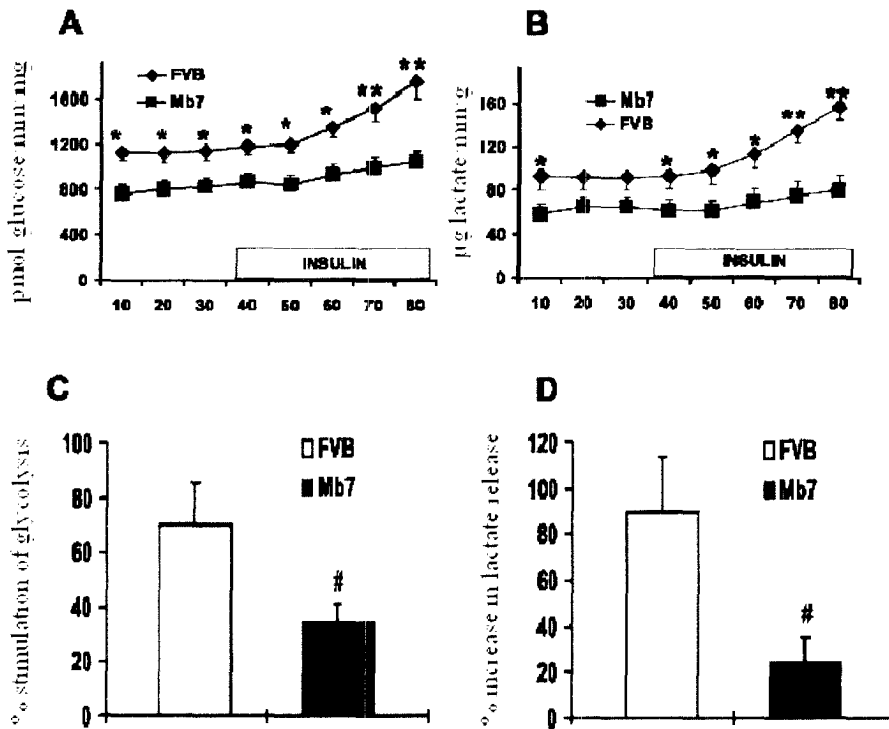 A
pmol glucose/min/mg
FVB
Mb7
1600
1200
800
400
0
* * * * * * ** **
INSULIN
10 20 30 40 50 60 70 80
B
µg lactate/min/g
Mb7
FVB
160
120
80
40
0
* * * * ** **
INSULIN
10 20 30 40 50 60 70 80
C
% stimulation of glycolysis
100
80
60
40
20
0
FVB
Mb7
#
D
% increase in lactate release
120
100
80
60
40
20
0
FVB
Mb7
#